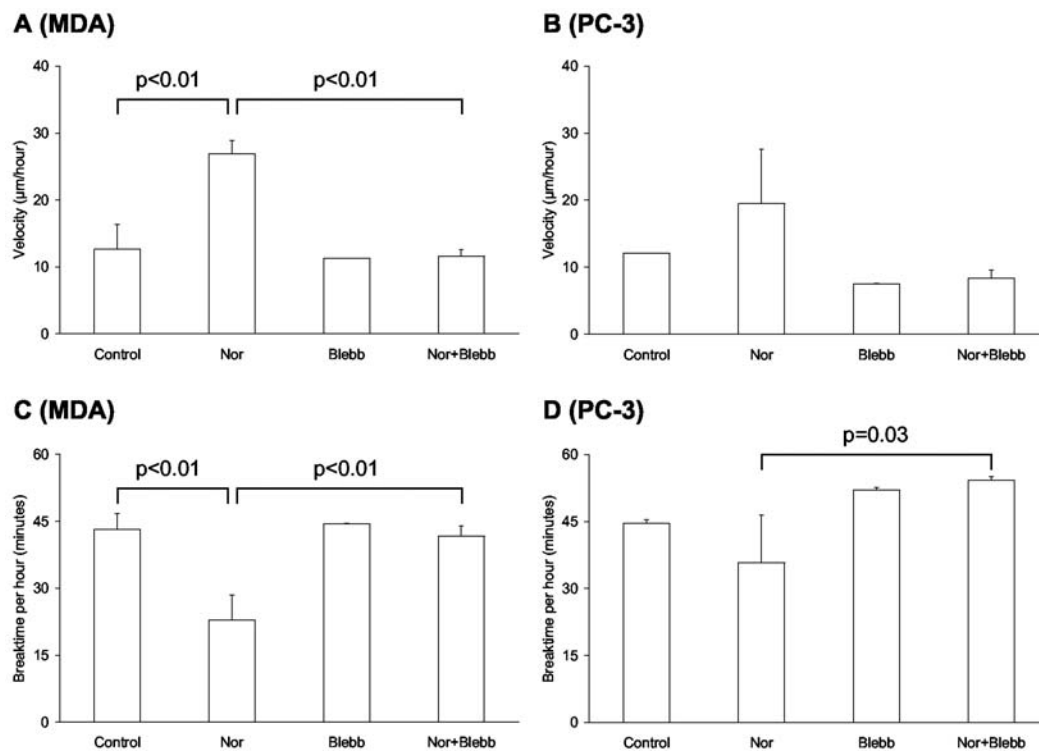 A (MDA)
40
30
20
10
0
Velocity (µm/hour)
p<0.01
p<0.01
Control
Nor
Blebb
Nor+Blebb
B (PC-3)
40
30
20
10
0
Velocity (µm/hour)
Control
Nor
Blebb
Nor+Blebb
C (MDA)
60
45
30
15
0
Breaktime per hour (minutes)
p<0.01
p<0.01
Control
Nor
Blebb
Nor+Blebb
D (PC-3)
60
45
30
15
0
Breaktime per hour (minutes)
p=0.03
Control
Nor
Blebb
Nor+Blebb